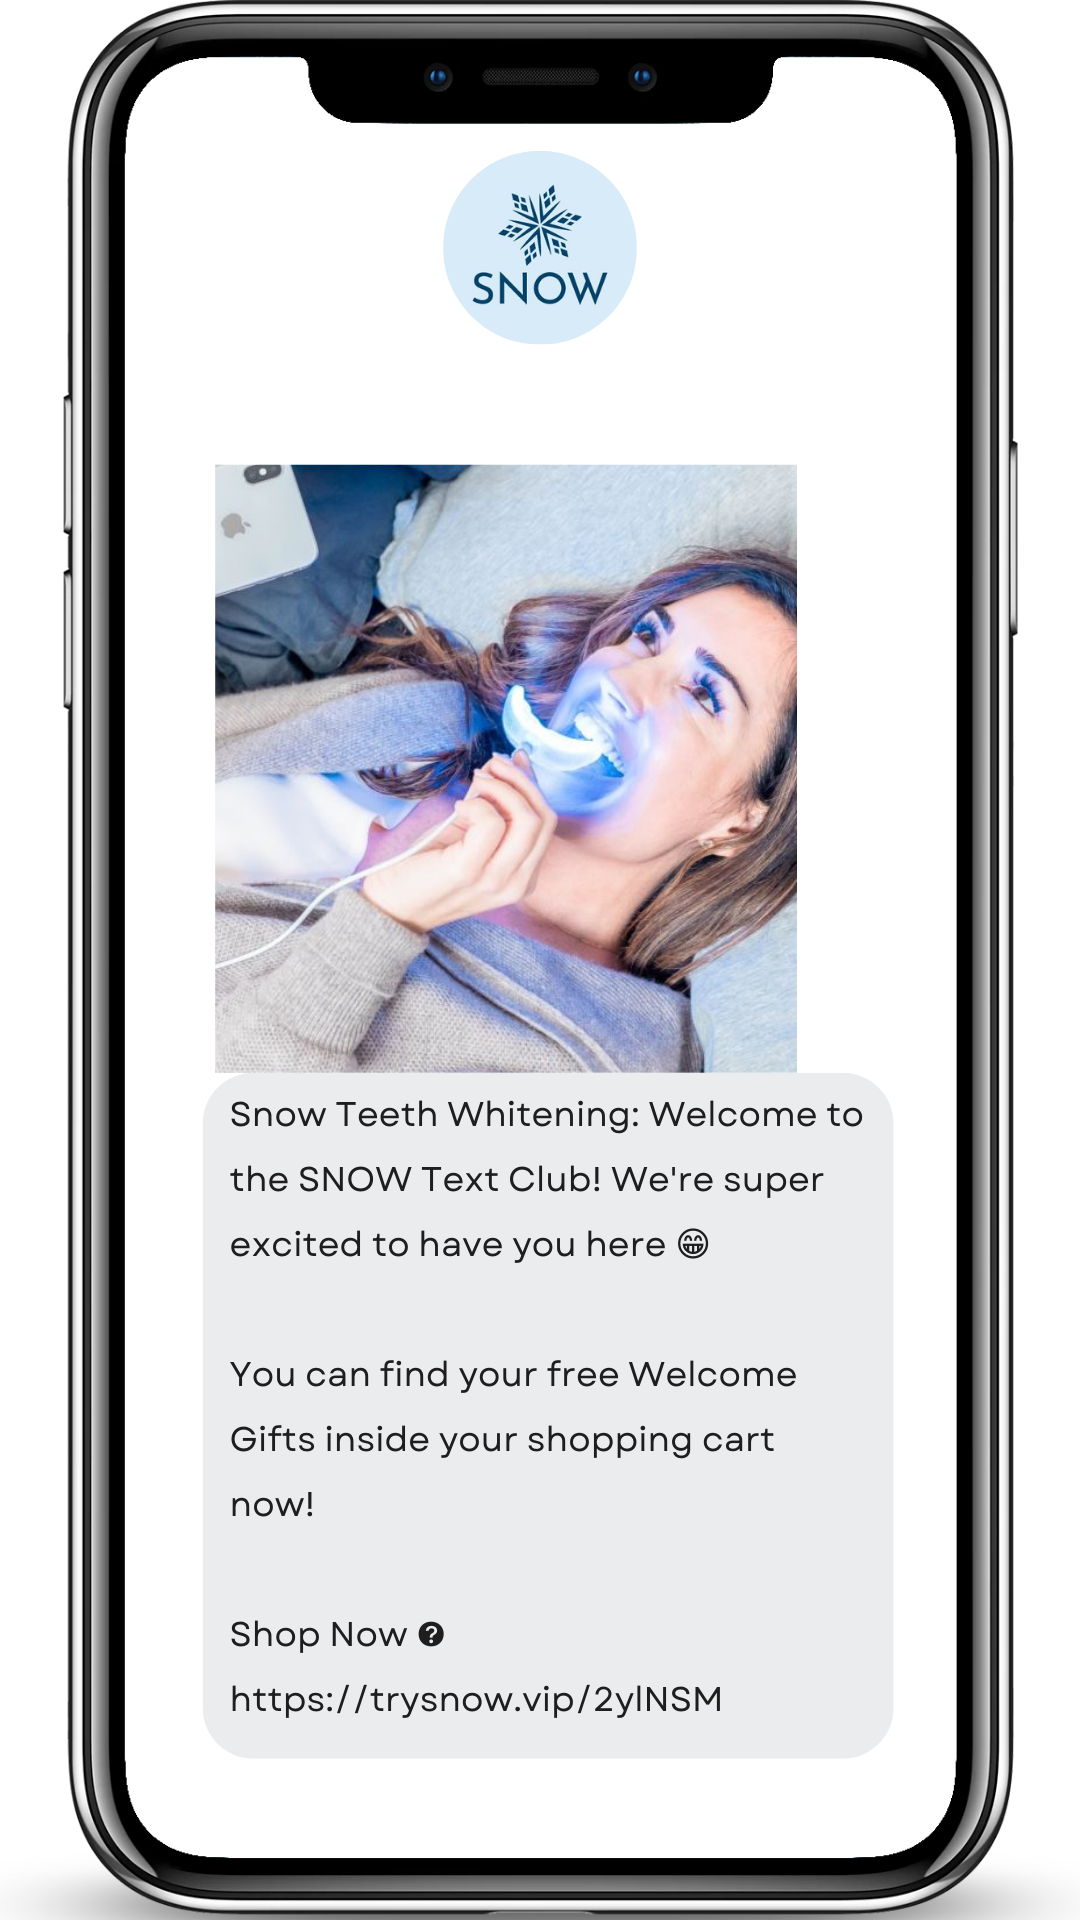 SNOW
Snow Teeth Whitening: Welcome to
the SNOW Text Club! We're super
excited to have you here 😁
You can find your free Welcome
Gifts inside your shopping cart
now!
Shop Now ❓
https://trysnow.vip/2ylNSM